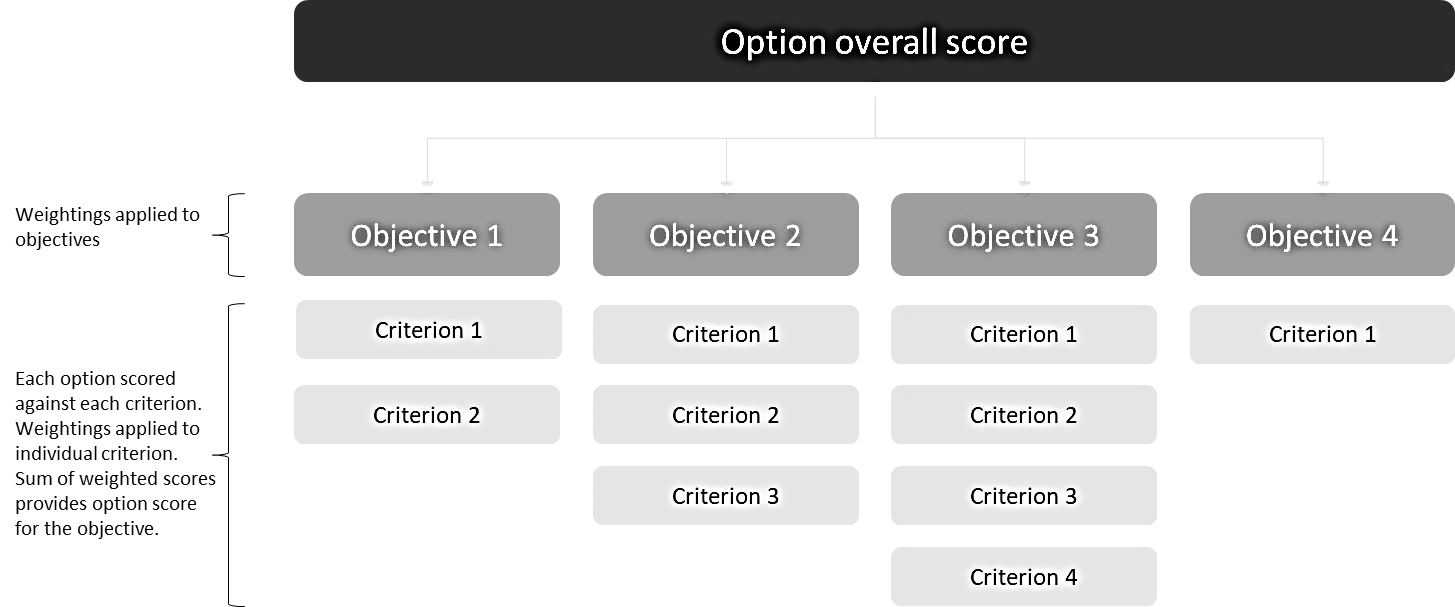 Option overall score
Weightings applied to
objectives
Objective 1
Objective 2
Objective 3
Objective 4
Each option scored
against each criterion.
Weightings applied to
individual criterion.
Sum of weighted scores
provides option score
for the objective.
Criterion 1
Criterion 2
Criterion 1
Criterion 2
Criterion 3
Criterion 1
Criterion 2
Criterion 3
Criterion 4
Criterion 1